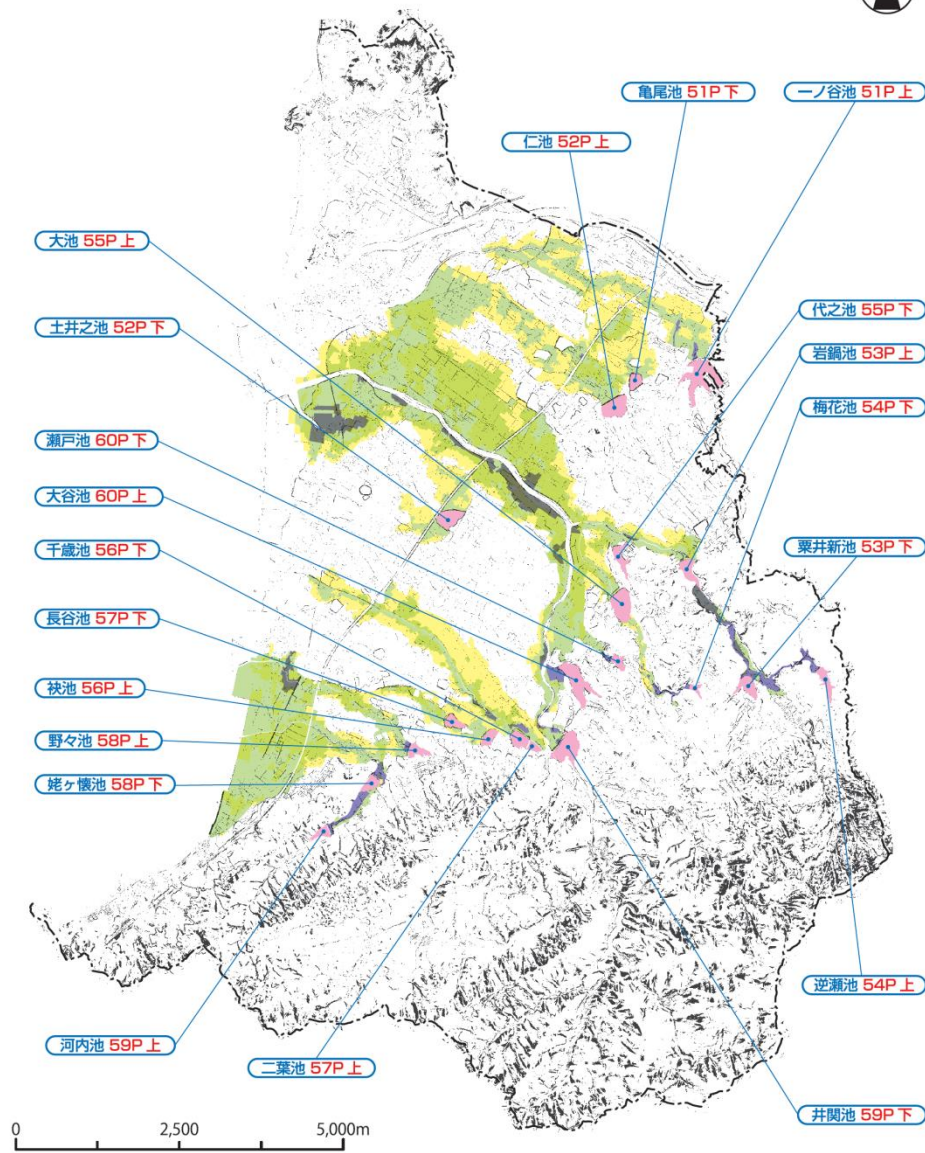 亀尾池 51P 下
一ノ谷池 51P 上
仁池 52P 上
大池 55P 上
土井之池 52P 下
代之池 55P 下
岩鍋池 53P 上
梅花池 54P 下
瀬戸池 60P 下
大谷池 60P 上
千歳池 56P 下
粟井新池 53P 下
長谷池 57P 下
袂池 56P 上
野々池 58P 上
姥ヶ懐池 58P 下
逆瀬池 54P 上
河内池 59P 上
二葉池 57P 上
井関池 59P 下
0 2,500 5,000m